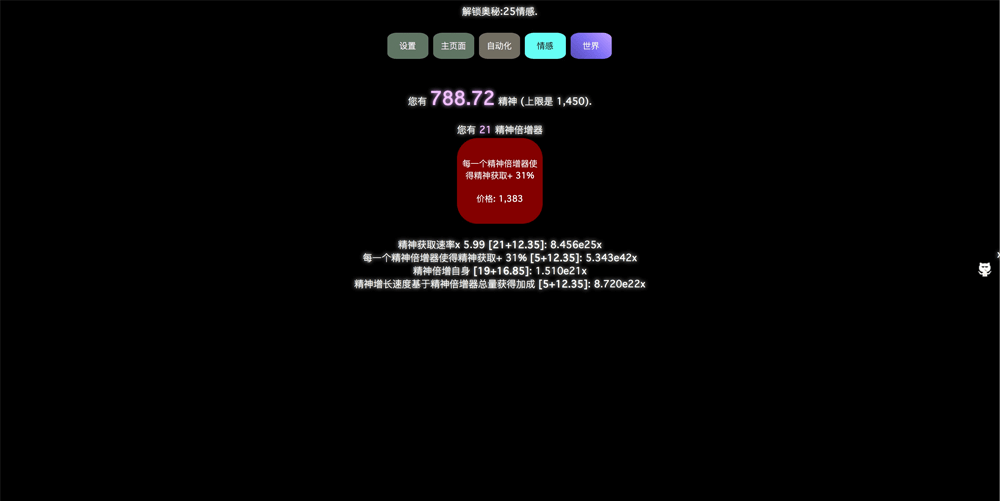 解锁奥秘:25情感.
设置 主页面 自动化 情感 世界
您有 788.72 精神 (上限是 1,450).
您有 21 精神倍增器
每一个精神倍增器使
得精神获取+ 31%
价格: 1,383
精神获取速率x 5.99 [21+12.35]: 8.456e25x
每一个精神倍增器使得精神获取+ 31% [5+12.35]: 5.343e42x
精神倍增自身 [19+16.85]: 1.510e21x
精神增长速度基于精神倍增器总量获得加成 [5+12.35]: 8.720e22x